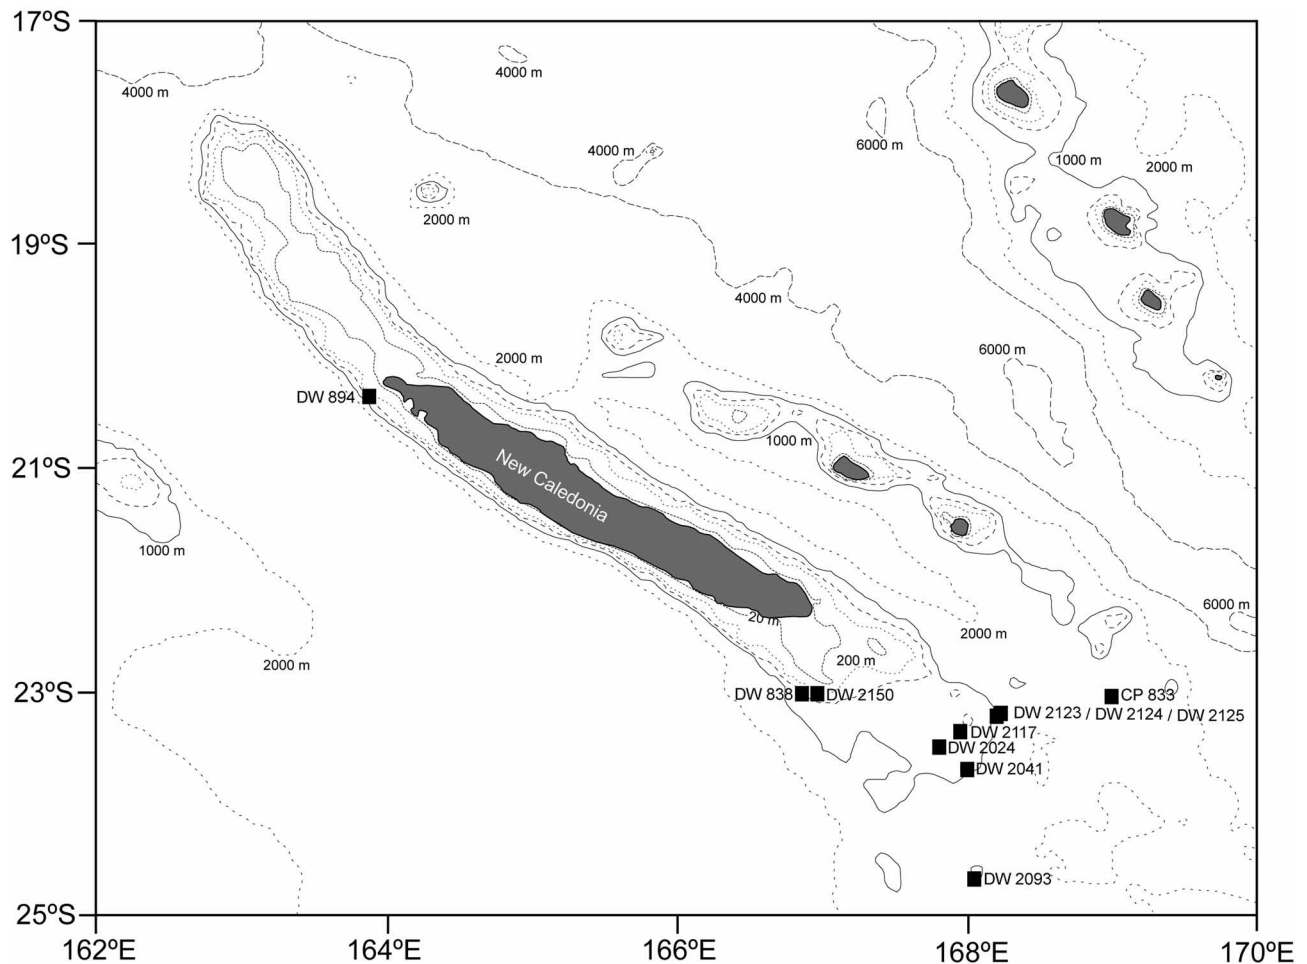 17ºS
4000 m
4000 m
6000 m
4000 m
1000 m
2000 m
2000 m
19ºS
4000 m
6000 m
2000 m
DW 894
1000 m
21ºS
New Caledonia
1000 m
6000 m
20 m
2000 m
2000 m
200 m
23ºS
DW 838
DW 2150
CP 833
DW 2123 / DW 2124 / DW 2125
DW 2117
DW 2024
DW 2041
DW 2093
25ºS
162ºE
164ºE
166ºE
168ºE
170ºE